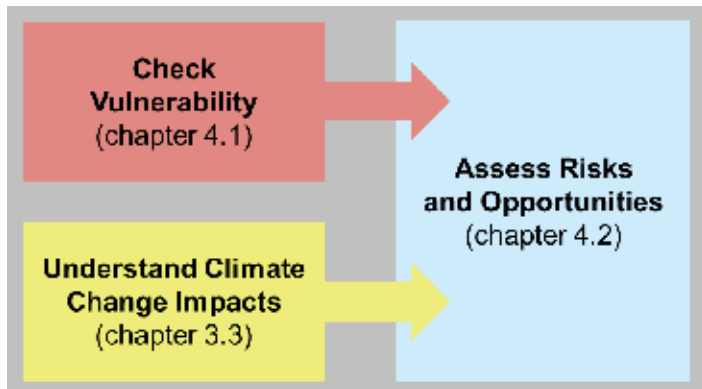 Check
Vulnerability
(chapter 4.1)
Understand Climate
Change Impacts
(chapter 3.3)
Assess Risks
and Opportunities
(chapter 4.2)